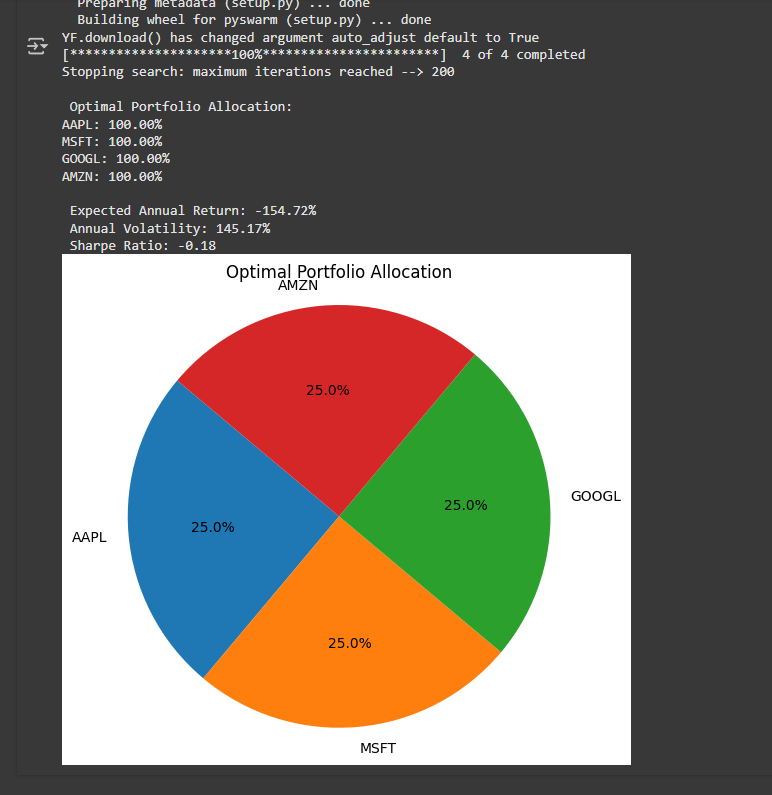 Preparing metadata (setup.py) ... done
Building wheel for pyswarm (setup.py) ... done
YF.download() has changed argument auto_adjust default to True
[*********************100%***********************]  4 of 4 completed
Stopping search: maximum iterations reached --> 200
Optimal Portfolio Allocation:
AAPL: 100.00%
MSFT: 100.00%
GOOGL: 100.00%
AMZN: 100.00%
Expected Annual Return: -154.72%
Annual Volatility: 145.17%
Sharpe Ratio: -0.18
Optimal Portfolio Allocation
AMZN
25.0%
GOOGL
25.0%
25.0%
AAPL
25.0%
MSFT